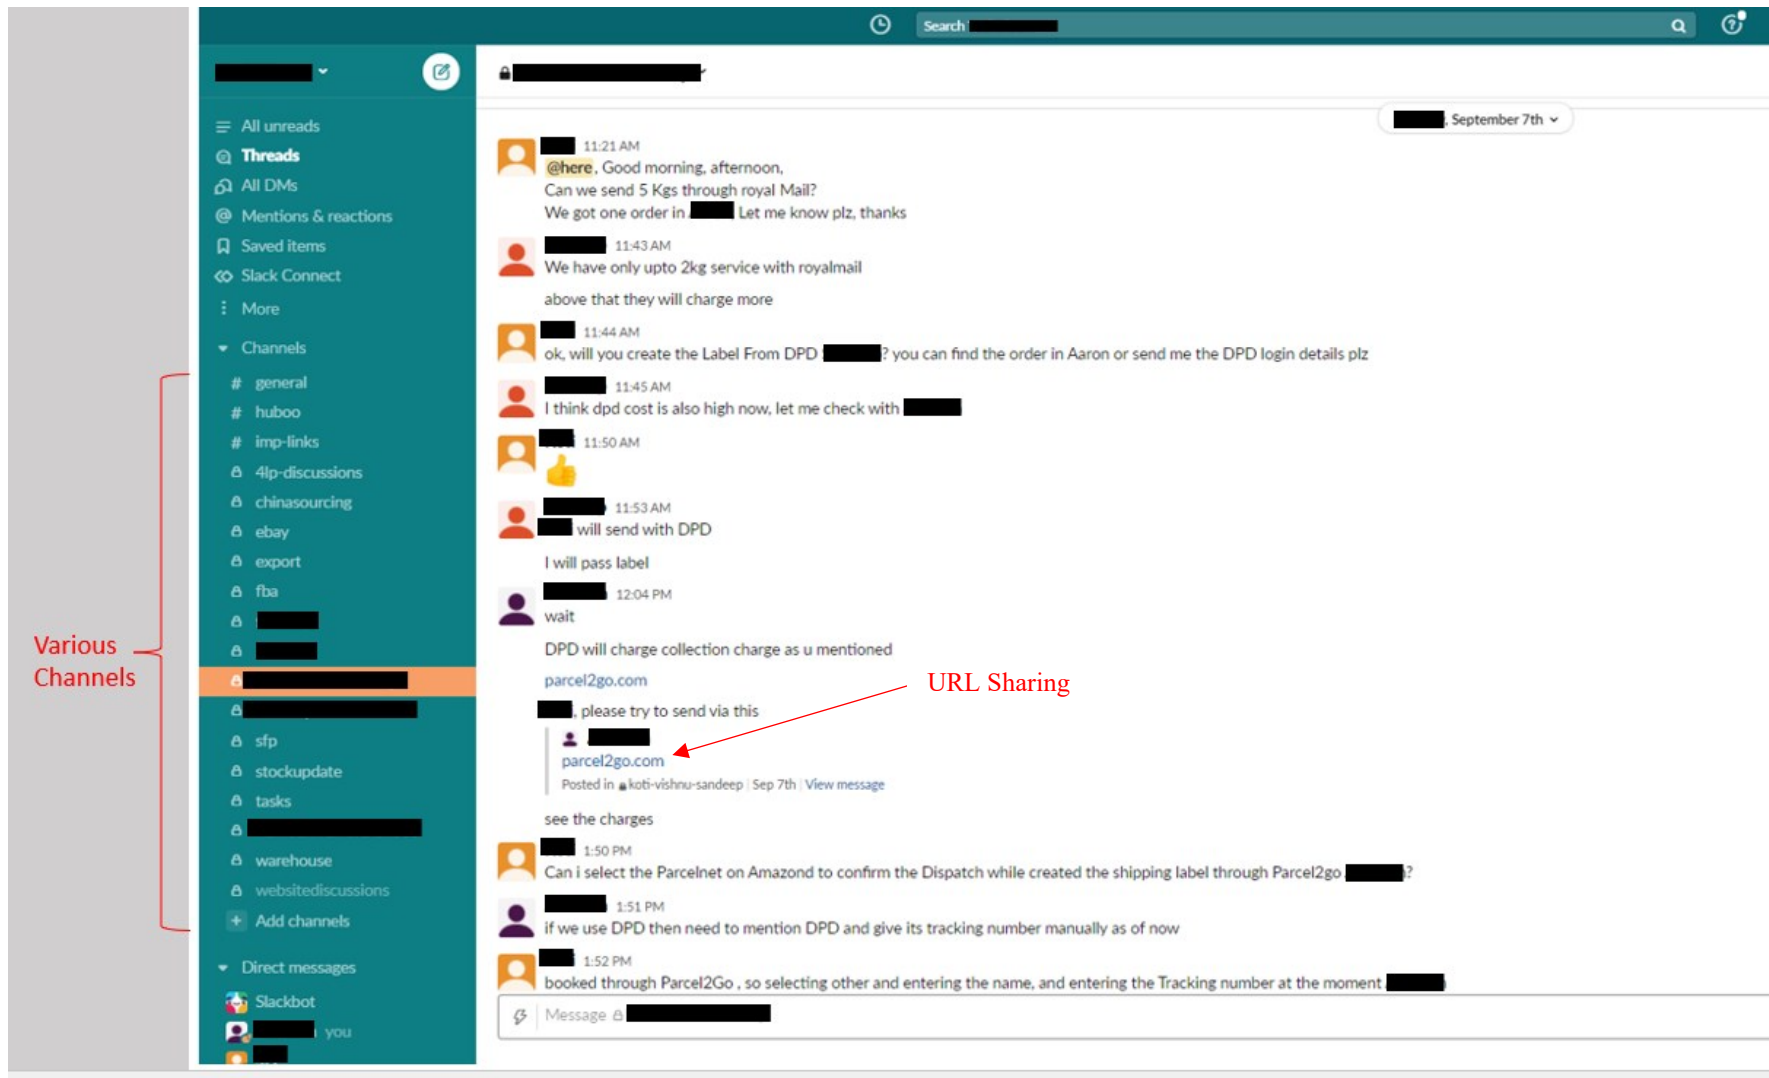 Search
September 7th
All unreads
Threads
All DMs
Mentions & reactions
Saved items
Slack Connect
More
Channels
# general
# huboo
# imp-links
4lp-discussions
chinasourcing
ebay
export
fba
sfp
stockupdate
tasks
warehouse
websitediscussions
+ Add channels
Direct messages
Slackbot
you
Various
Channels
11:21 AM
@here, Good morning, afternoon,
Can we send 5 Kgs through royal Mail?
We got one order in Let me know plz, thanks
11:43 AM
We have only upto 2kg service with royalmail
above that they will charge more
11:44 AM
ok, will you create the Label From DPD ? you can find the order in Aaron or send me the DPD login details plz
11:45 AM
I think dpd cost is also high now, let me check with
11:50 AM
11:53 AM
will send with DPD
I will pass label
12:04 PM
wait
DPD will charge collection charge as u mentioned
parcel2go.com
URL Sharing
, please try to send via this
parcel2go.com
Posted in koti-vishnu-sandeep | Sep 7th | View message
see the charges
1:50 PM
Can i select the Parcelnet on Amazond to confirm the Dispatch while created the shipping label through Parcel2go ?
1:51 PM
if we use DPD then need to mention DPD and give its tracking number manually as of now
1:52 PM
booked through Parcel2Go , so selecting other and entering the name, and entering the Tracking number at the moment
Message